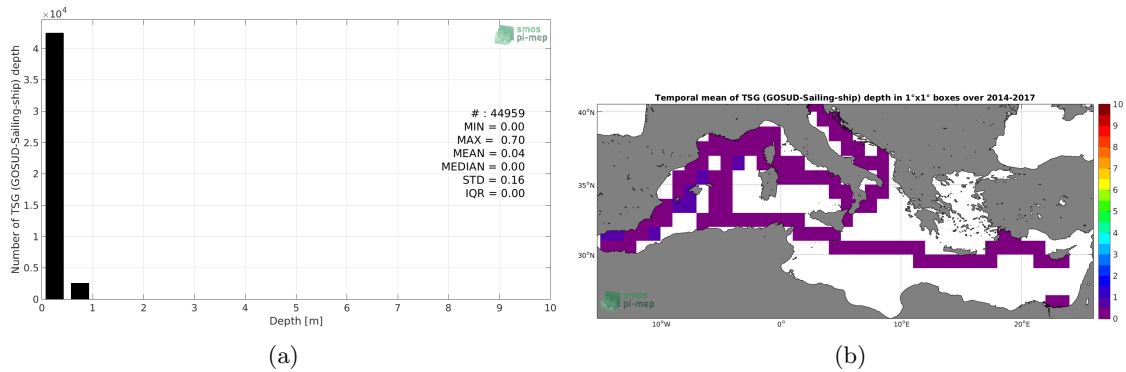 ×10⁴
4
3.5
3
2.5
2
1.5
1
0.5
0
Number of TSG (GOSUD-Sailing-ship) depth
smos
pi-mep
# : 44959
MIN = 0.00
MAX = 0.70
MEAN = 0.04
MEDIAN = 0.00
STD = 0.16
IQR = 0.00
0 1 2 3 4 5 6 7 8 9 10
Depth [m]
(a)
Temporal mean of TSG (GOSUD-Sailing-ship) depth in 1°x1° boxes over 2014-2017
40°N
35°N
30°N
smos
pi-mep
10°W 0° 10°E 20°E
10
9
8
7
6
5
4
3
2
1
0
(b)